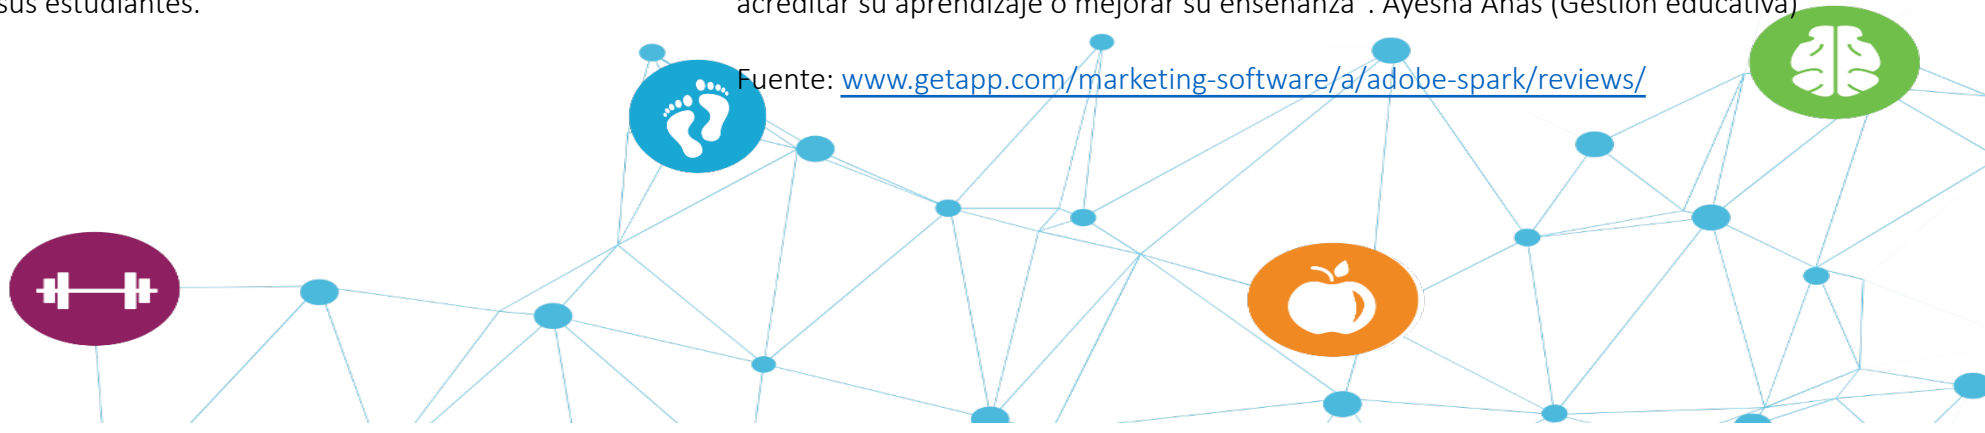 sus estudiantes.
acreditar su aprendizaje o mejorar su enseñanza". Ayesha Anas (Gestión educativa)
Fuente: www.getapp.com/marketing-software/a/adobe-spark/reviews/